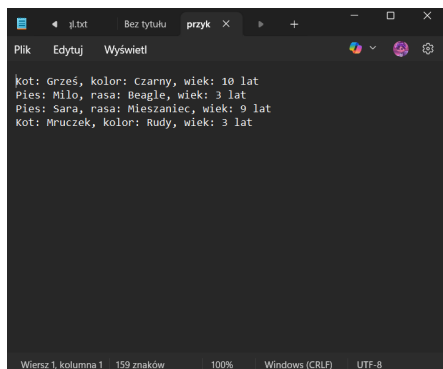 ął.txt Bez tytułu przyk
Plik Edytuj Wyświetl
Kot: Grześ, kolor: Czarny, wiek: 10 lat
Pies: Milo, rasa: Beagle, wiek: 3 lat
Pies: Sara, rasa: Mieszaniec, wiek: 9 lat
Kot: Mruczek, kolor: Rudy, wiek: 3 lat
Wiersz 1, kolumna 1 159 znaków 100% Windows (CRLF) UTF-8